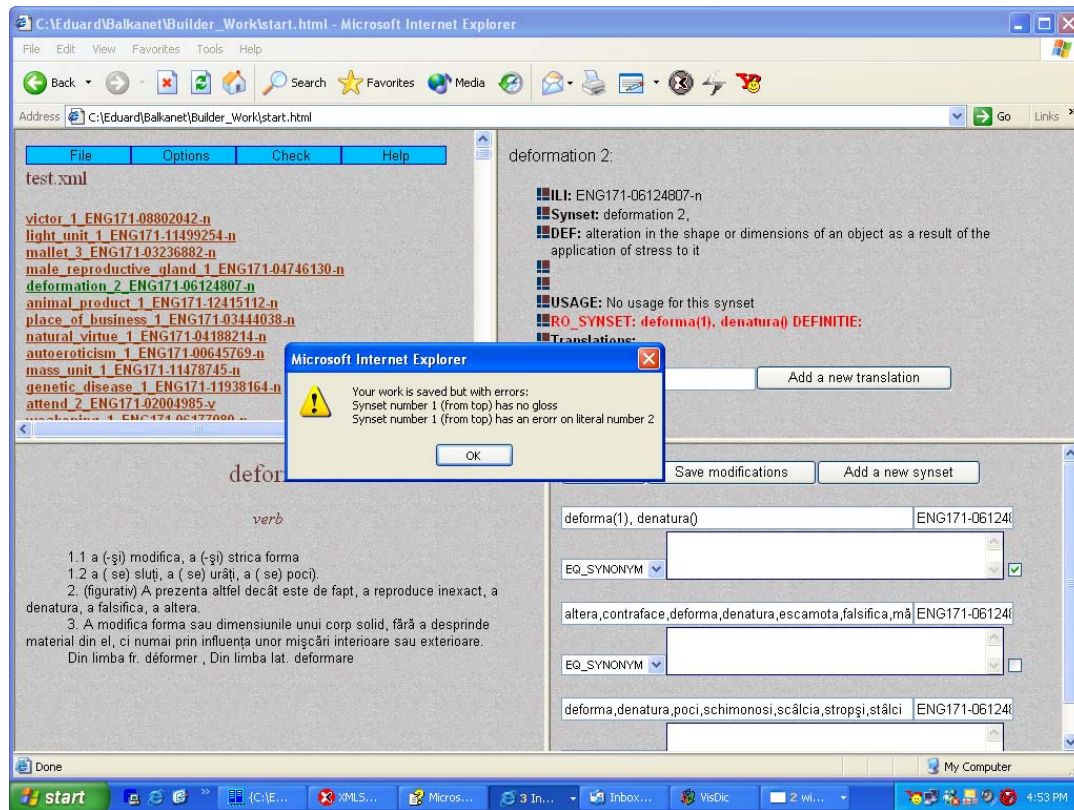 C:\Eduard\Balkanet\Builder_Work\start.html - Microsoft Internet Explorer
File Edit View Favorites Tools Help
Back Search Favorites Media
Address C:\Eduard\Balkanet\Builder_Work\start.html Go Links
File Options Check Help
test.xml
victor_1_ENG171-08802042-n
light_unit_1_ENG171-11499254-n
mallet_3_ENG171-03236882-n
male_reproductive_gland_1_ENG171-04746130-n
deformation_2_ENG171-06124807-n
animal_product_1_ENG171-12415112-n
place_of_business_1_ENG171-03444038-n
natural_virtue_1_ENG171-04188214-n
autoeroticism_1_ENG171-00645769-n
mass_unit_1_ENG171-11478745-n
genetic_disease_1_ENG171-11938164-n
attend_2_ENG171-02004985-v
weakening_1_ENG171-06177080-n
deformation 2:
ILI: ENG171-06124807-n
Synset: deformation 2,
DEF: alteration in the shape or dimensions of an object as a result of the
application of stress to it
USAGE: No usage for this synset
RO_SYNSET: deforma(1), denatura() DEFINITIE:
Translations:
Add a new translation
Microsoft Internet Explorer
Your work is saved but with errors:
Synset number 1 (from top) has no gloss
Synset number 1 (from top) has an erorr on literal number 2
OK
verb
1.1 a (-şi) modifica, a (-şi) strica forma
1.2 a ( se) sluţi, a ( se) urâţi, a ( se) poci).
2. (figurativ) A prezenta altfel decât este de fapt, a reproduce inexact, a
denatura, a falsifica, a altera.
3. A modifica forma sau dimensiunile unui corp solid, fără a desprinde
material din el, ci numai prin influenţa unor mişcări interioare sau exterioare.
Din limba fr. déformer , Din limba lat. deformare
Save modifications Add a new synset
deforma(1), denatura() ENG171-06124
EQ_SYNONYM
altera,contraface,deforma,denatura,escamota,falsifica,mă ENG171-06124
EQ_SYNONYM
deforma,denatura,poci,schimonosi,scâlcia,stropşi,stâlci ENG171-06124
Done My Computer
start {C:\E... XMLS... Micros... 3 In... Inbox... VisDic 2 wi... 4:53 PM